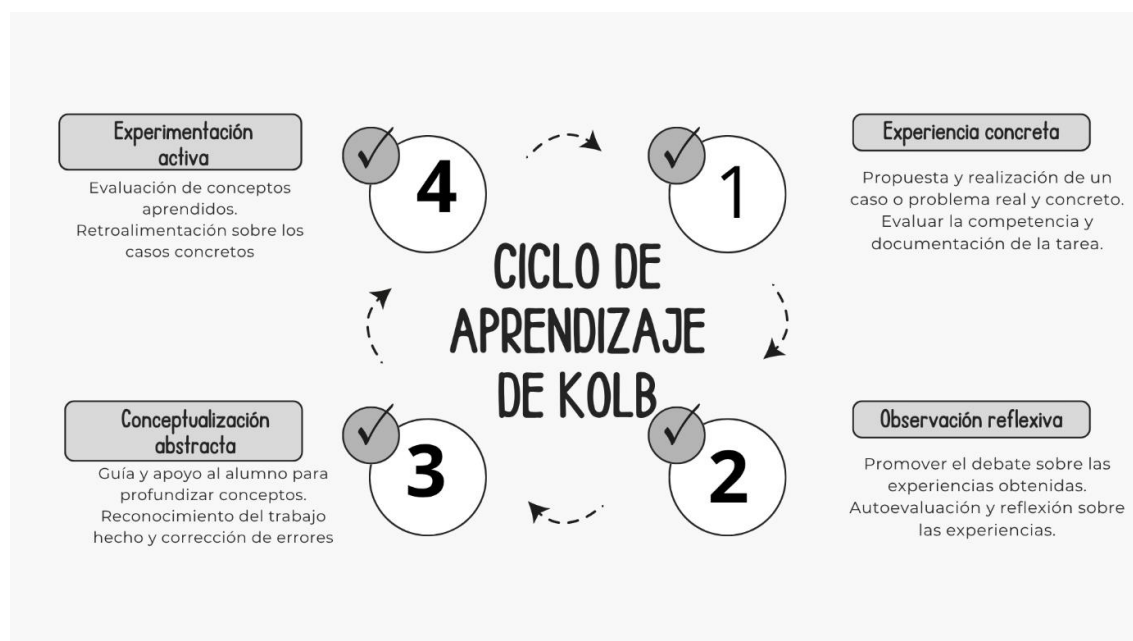 CICLO DE
APRENDIZAJE
DE KOLB
1
Experiencia concreta
Propuesta y realización de un
caso o problema real y concreto.
Evaluar la competencia y
documentación de la tarea.
2
Observación reflexiva
Promover el debate sobre las
experiencias obtenidas.
Autoevaluación y reflexión sobre
las experiencias.
3
Conceptualización
abstracta
Guía y apoyo al alumno para
profundizar conceptos.
Reconocimiento del trabajo
hecho y corrección de errores
4
Experimentación
activa
Evaluación de conceptos
aprendidos.
Retroalimentación sobre los
casos concretos